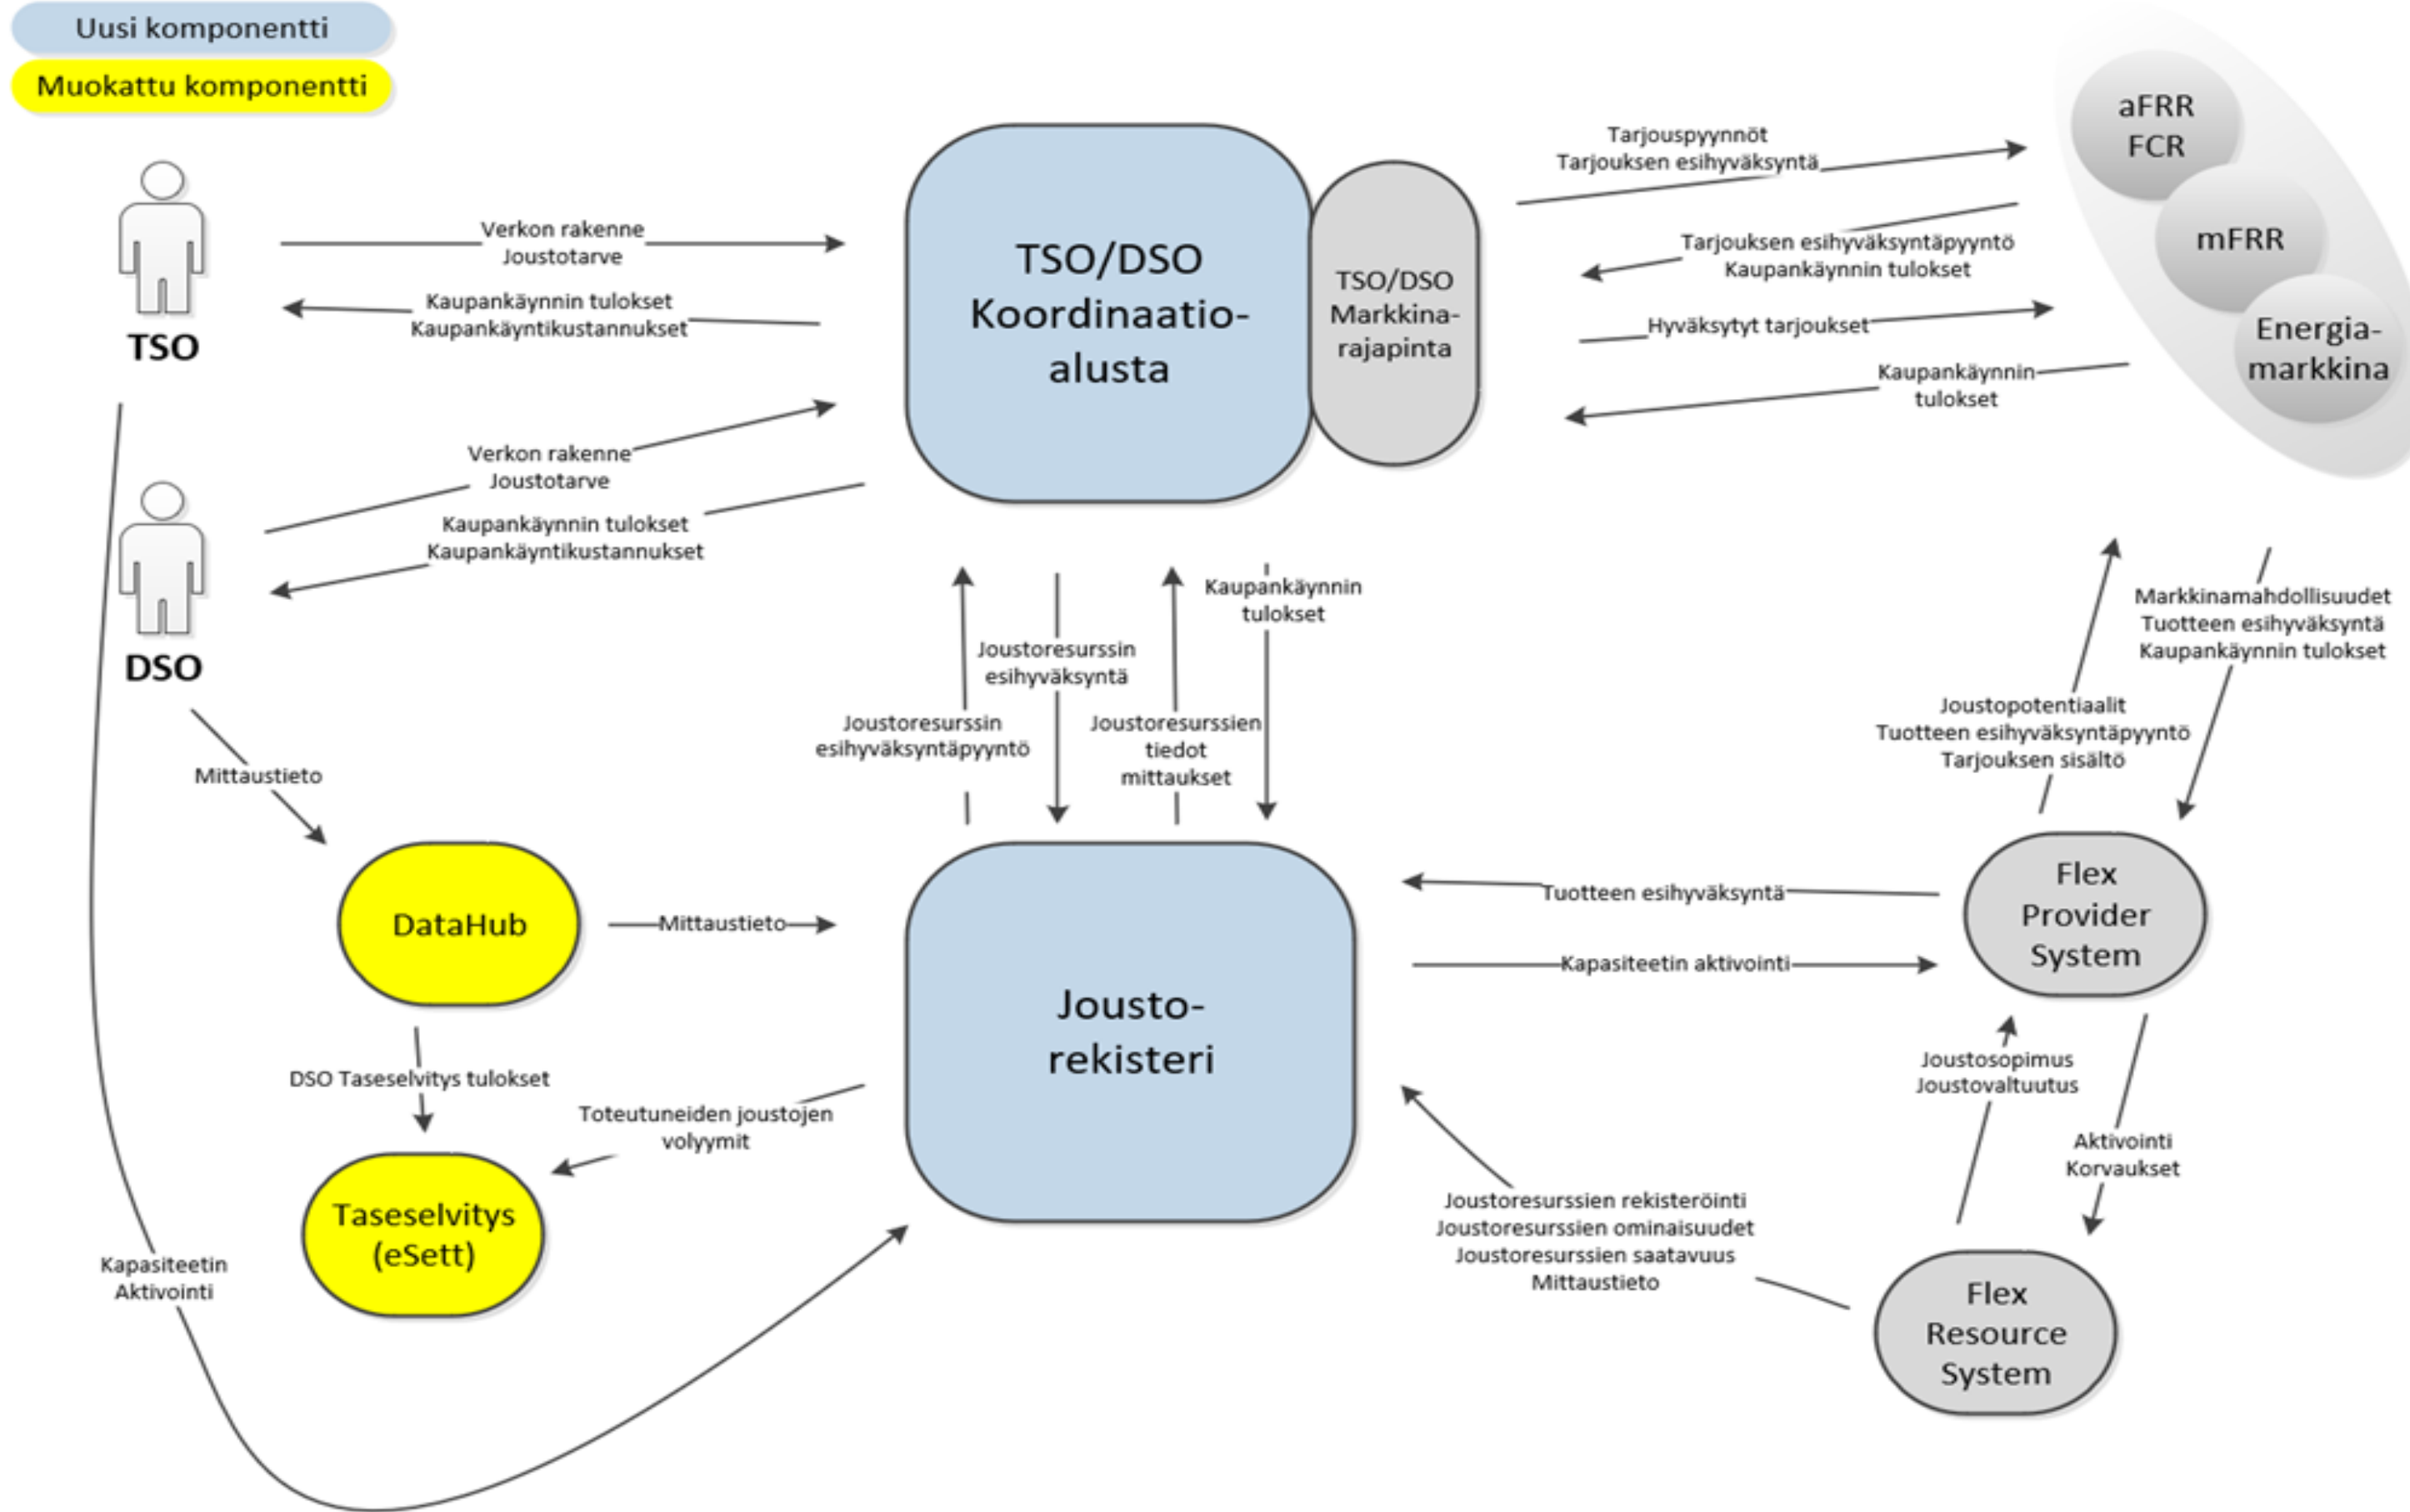 Uusi komponentti
Muokattu komponentti
TSO
Verkon rakenne
Joustotarve
Kaupankäynnin tulokset
Kaupankäyntikustannukset
DSO
Verkon rakenne
Joustotarve
Kaupankäynnin tulokset
Kaupankäyntikustannukset
TSO/DSO
Koordinaatio-
alusta
TSO/DSO
Markkina-
rajapinta
Tarjouspyynnöt
Tarjouksen esihyväksyntä
Tarjouksen esihyväksyntäpyyntö
Kaupankäynnin tulokset
Hyväksytyt tarjoukset
Kaupankäynnin
tulokset
aFRR
FCR
mFRR
Energia-
markkina
Joustoresurssin
esihyväksyntäpyyntö
Joustoresurssin
esihyväksyntä
Joustoresurssien
tiedot
mittaukset
Kaupankäynnin
tulokset
Markkinamahdollisuudet
Tuotteen esihyväksyntä
Kaupankäynnin tulokset
Joustopotentiaalit
Tuotteen esihyväksyntäpyyntö
Tarjouksen sisältö
Mittaustieto
DataHub
Mittaustieto
DSO Taseselvitys tulokset
Taseselvitys
(eSett)
Toteutuneiden joustojen
volyymit
Kapasiteetin
Aktivointi
Jousto-
rekisteri
Tuotteen esihyväksyntä
Kapasiteetin aktivointi
Flex
Provider
System
Joustosopimus
Joustovaltuutus
Aktivointi
Korvaukset
Joustoresurssien rekisteröinti
Joustoresurssien ominaisuudet
Joustoresurssien saatavuus
Mittaustieto
Flex
Resource
System